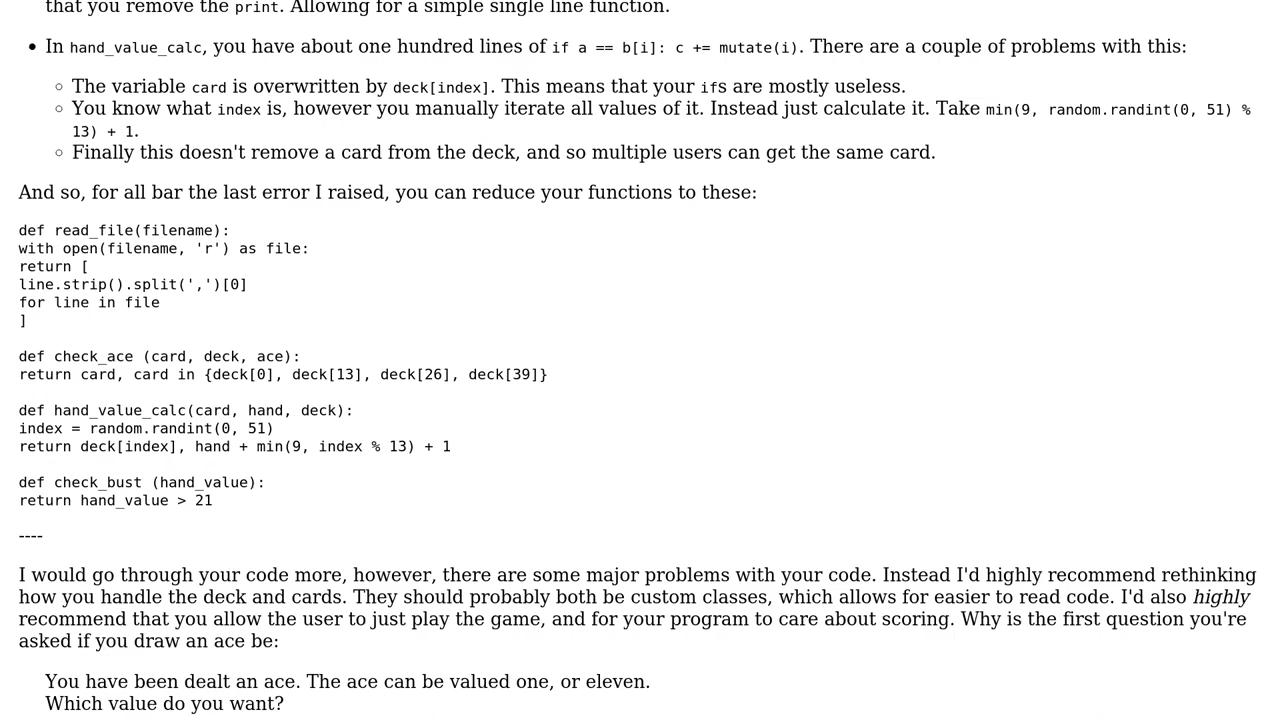 that you remove the print. Allowing for a simple single line function.
• In hand_value_calc, you have about one hundred lines of if a == b[i]: c += mutate(i). There are a couple of problems with this:
◦ The variable card is overwritten by deck[index]. This means that your ifs are mostly useless.
◦ You know what index is, however you manually iterate all values of it. Instead just calculate it. Take min(9, random.randint(0, 51) %
13) + 1.
◦ Finally this doesn't remove a card from the deck, and so multiple users can get the same card.
And so, for all bar the last error I raised, you can reduce your functions to these:
def read_file(filename):
with open(filename, 'r') as file:
return [
line.strip().split(',')[0]
for line in file
]
def check_ace (card, deck, ace):
return card, card in {deck[0], deck[13], deck[26], deck[39]}
def hand_value_calc(card, hand, deck):
index = random.randint(0, 51)
return deck[index], hand + min(9, index % 13) + 1
def check_bust (hand_value):
return hand_value > 21
----
I would go through your code more, however, there are some major problems with your code. Instead I'd highly recommend rethinking
how you handle the deck and cards. They should probably both be custom classes, which allows for easier to read code. I'd also highly
recommend that you allow the user to just play the game, and for your program to care about scoring. Why is the first question you're
asked if you draw an ace be:
You have been dealt an ace. The ace can be valued one, or eleven.
Which value do you want?